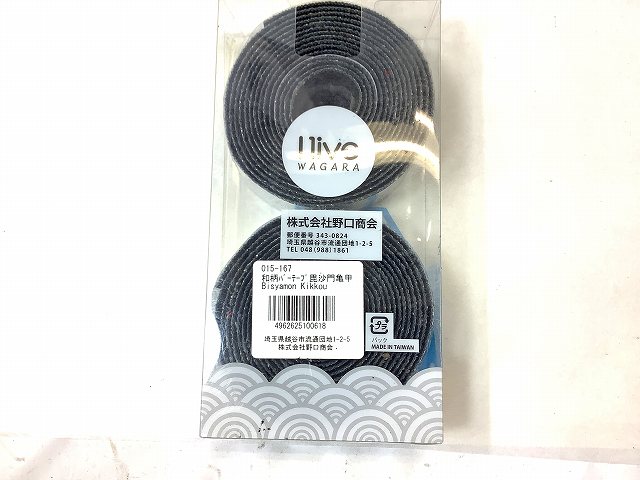 Nivo
WAGARA
株式会社野口商会
郵便番号 343-0824
埼玉県越谷市流通団地1-2-5
TEL 048(988)1861
015-167
和柄ﾊﾞｰﾃｰﾌﾟ毘沙門亀甲
Bisyamon Kikkou
4962625100618
埼玉県越谷市流通団地1-2-5
株式会社野口商会.
プラ
パック
MADE IN TAIWAN